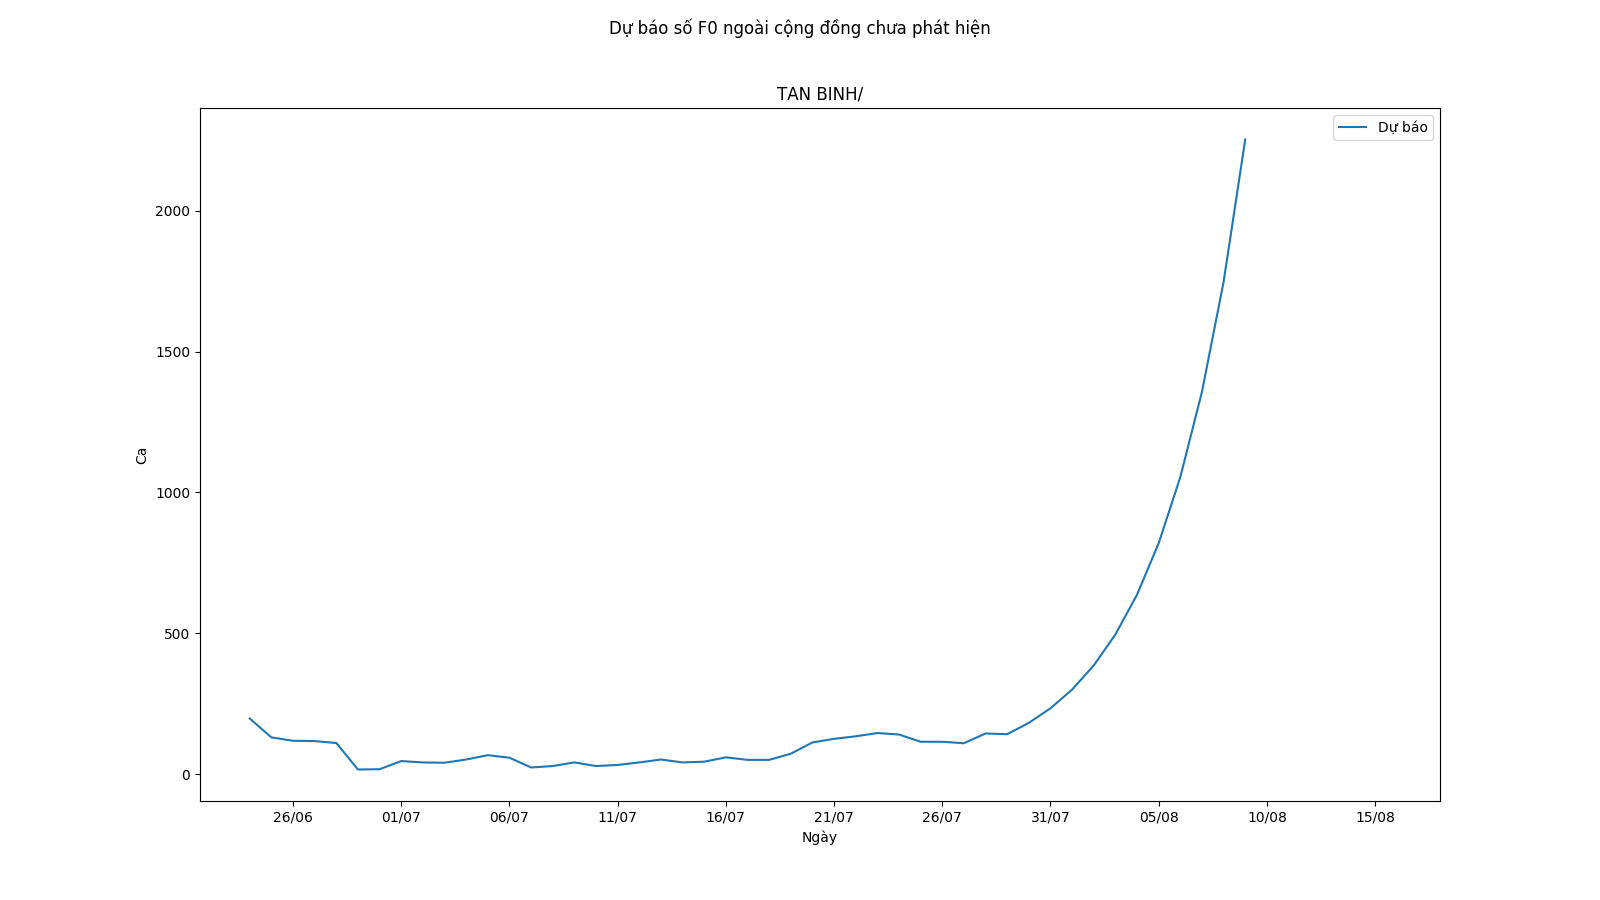 Dự báo số F0 ngoài cộng đồng chưa phát hiện
TAN BINH/
Dự báo
2000
1500
1000
500
0
Ca
26/06 01/07 06/07 11/07 16/07 21/07 26/07 31/07 05/08 10/08 15/08
Ngày